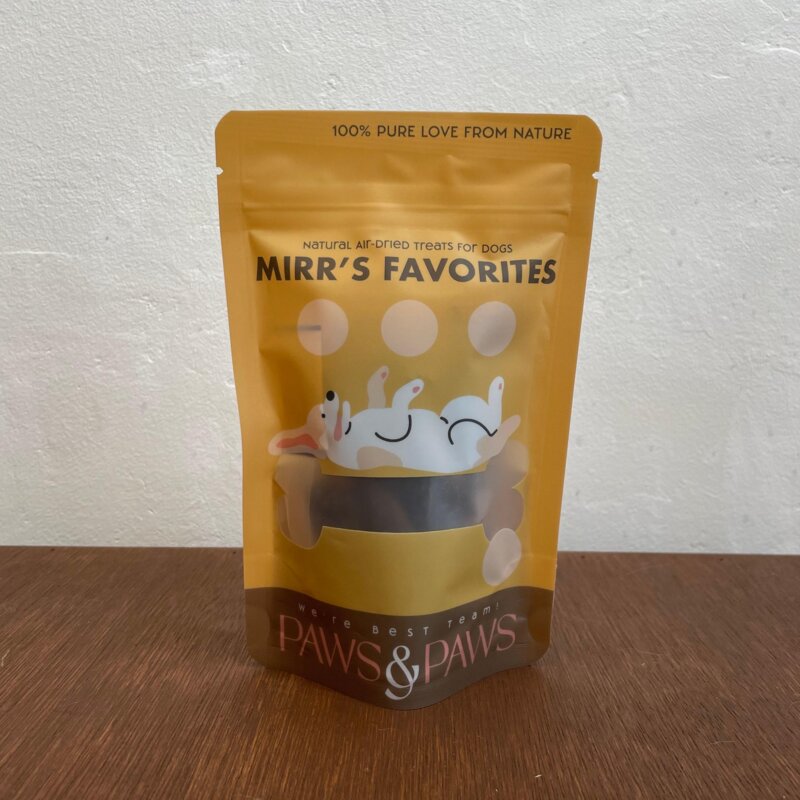 100% PURE LOVE FROM NATURE
NATURAL AIR-DRIED TREATS FOR DOGS
MIRR'S FAVORITES
We're BEST Team!
PAWS & PAWS